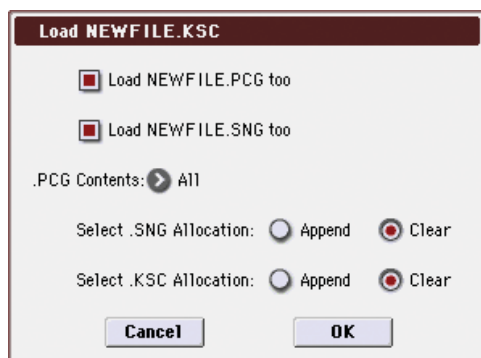 Load NEWFILE.KSC
Load NEWFILE.PCG too
Load NEWFILE.SNG too
.PCG Contents: All
Select .SNG Allocation: Append Clear
Select .KSC Allocation: Append Clear
Cancel OK